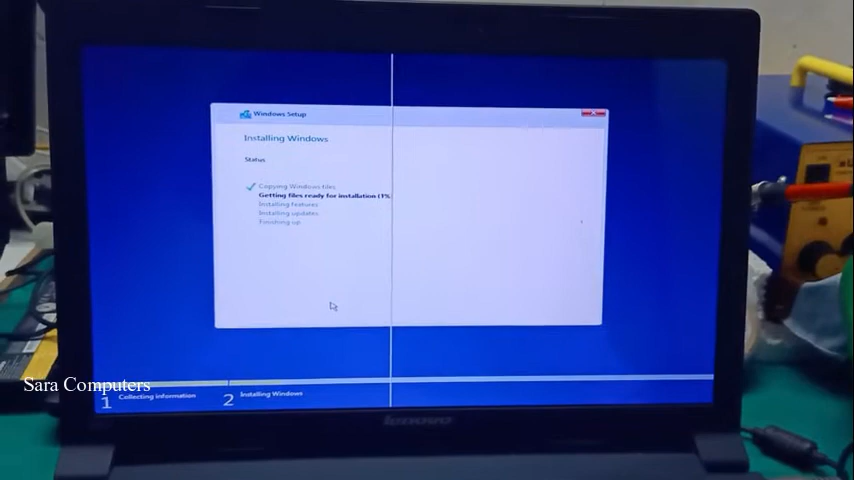 Windows Setup
Installing Windows
Status
Copying Windows files
Getting files ready for installation (1%
Installing features
Installing updates
Finishing up
Sara Computers
1 Collecting information
2 Installing Windows
lenovo